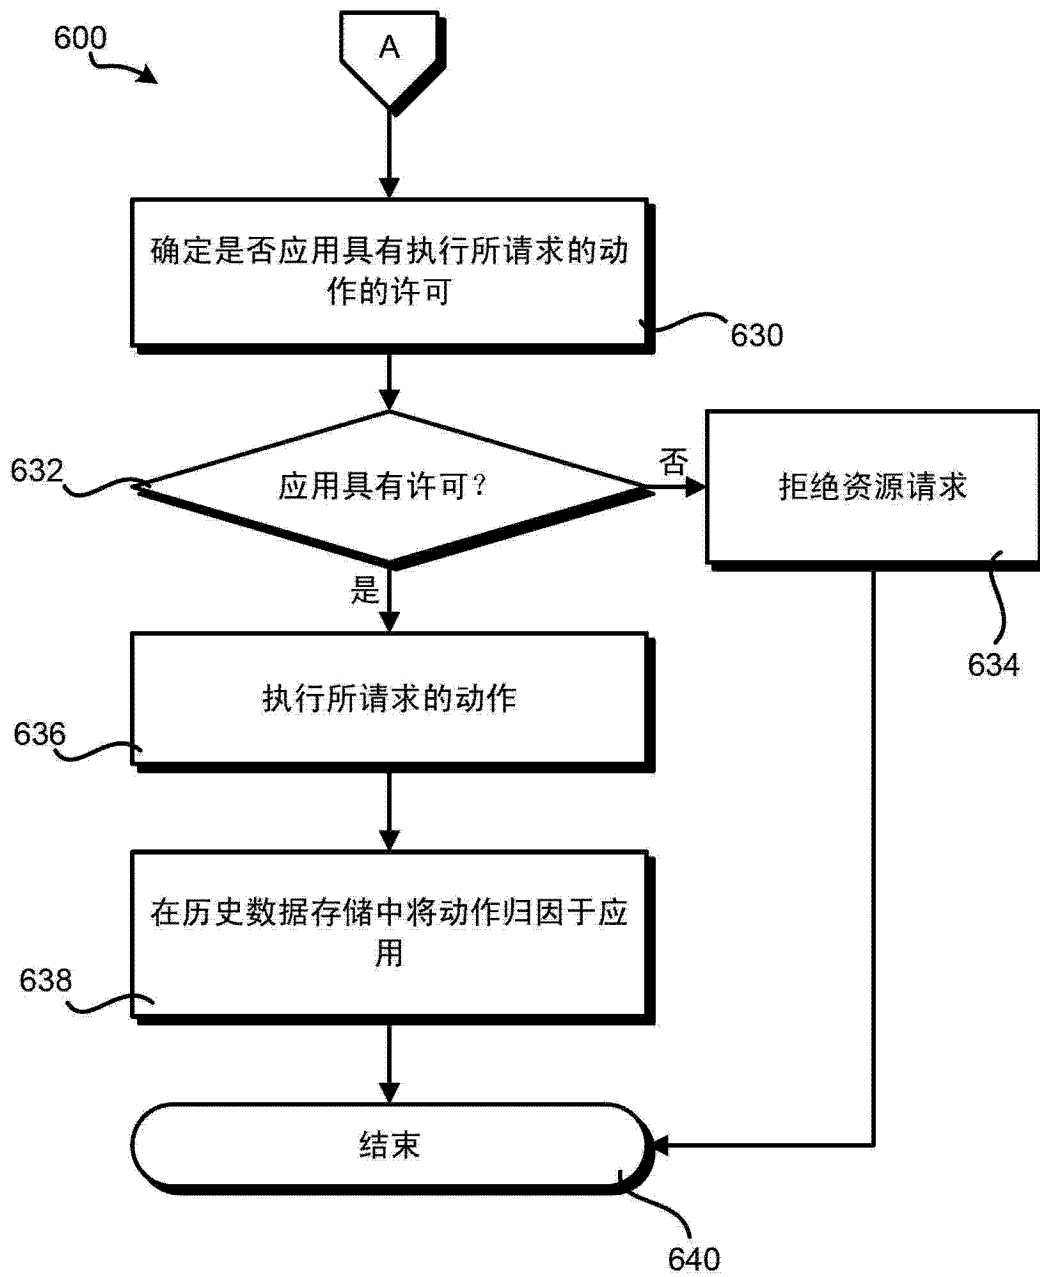 600
A
确定是否应用具有执行所请求的动
作的许可
630
632
应用具有许可？
否
拒绝资源请求
634
是
执行所请求的动作
636
在历史数据存储中将动作归因于应
用
638
结束
640